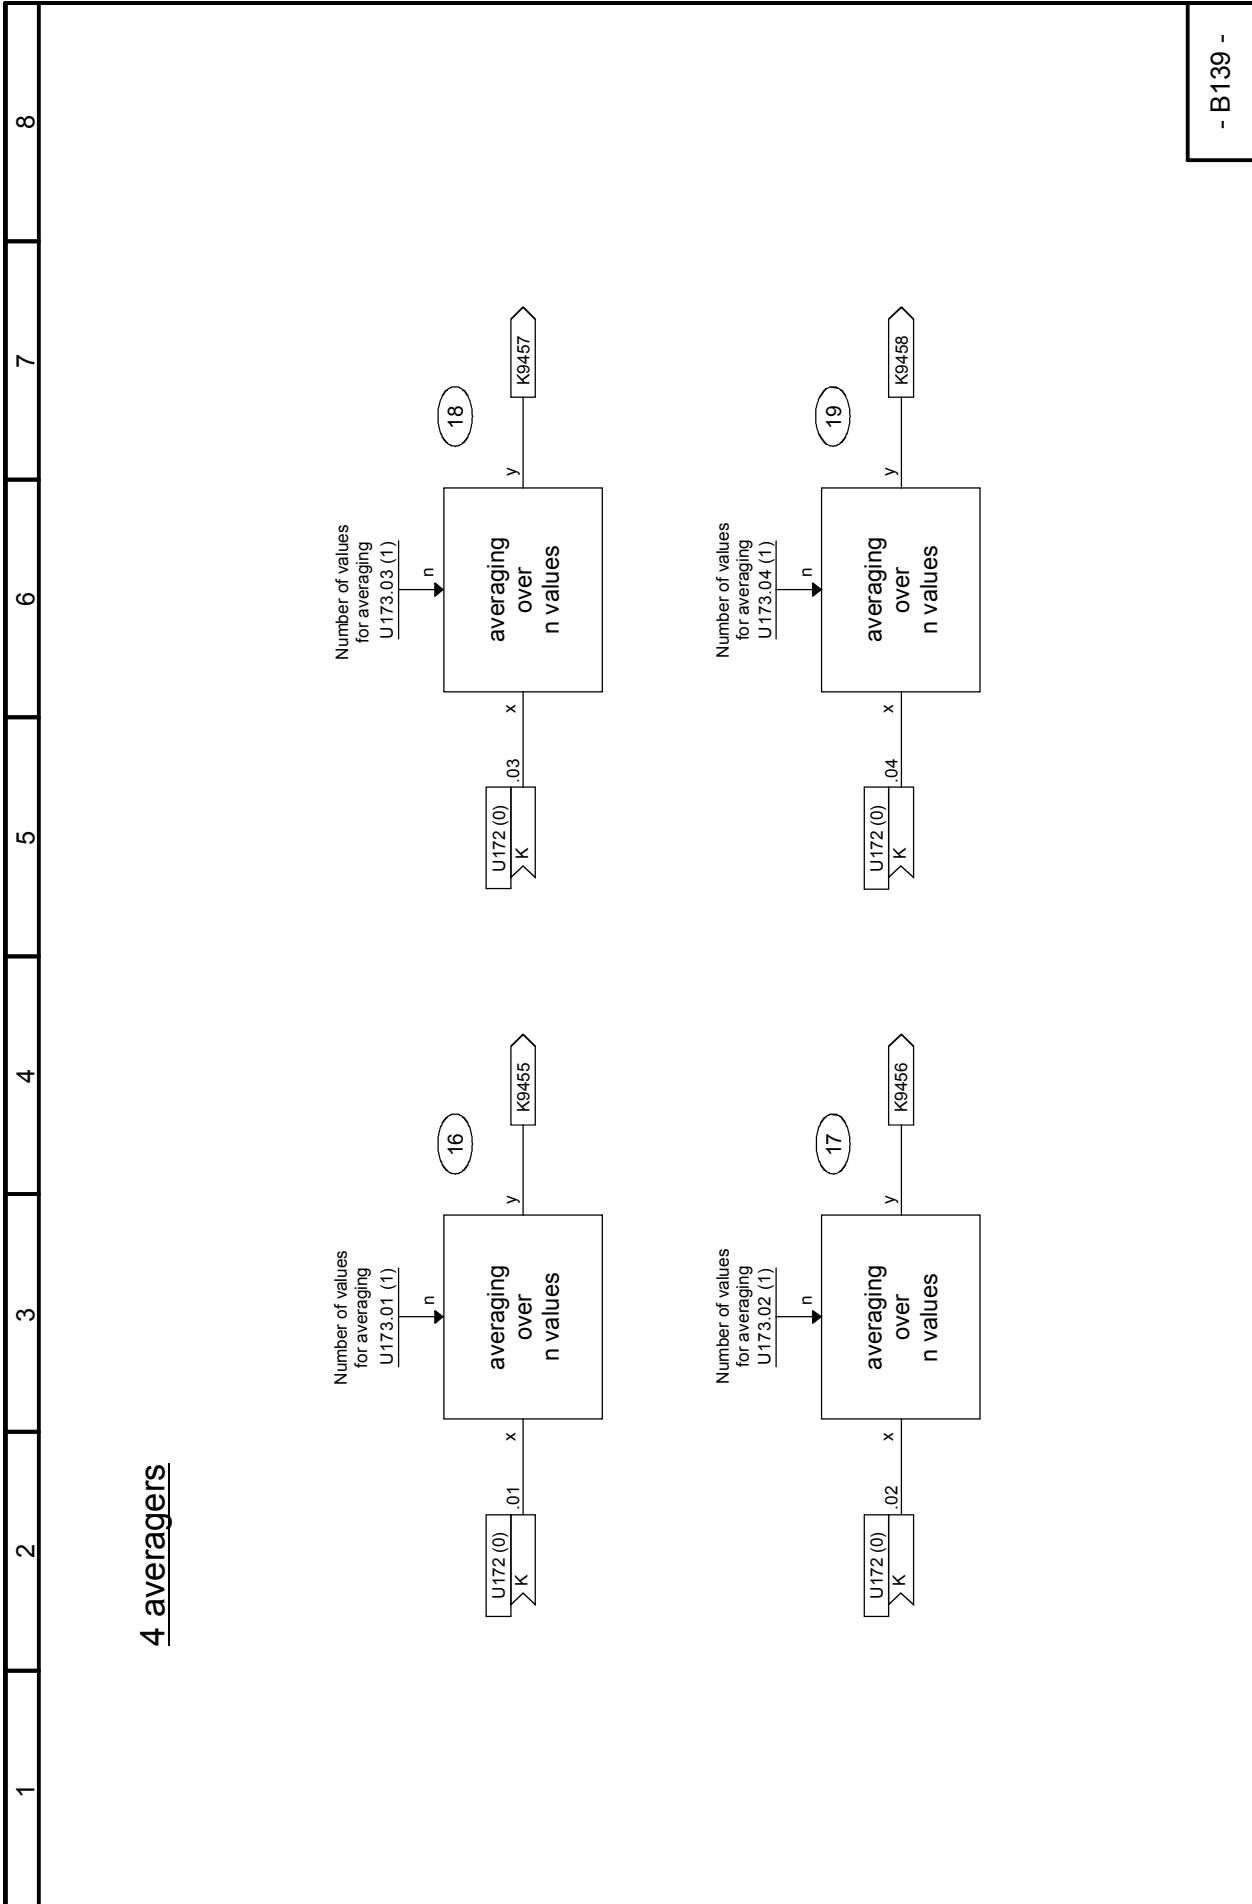 1 2 3 4 5 6 7 8
4 averagers
Number of values
for averaging
U173.01 (1)
n
U172 (0)
K
.01
x
averaging
over
n values
y
K9455
16
Number of values
for averaging
U173.03 (1)
n
U172 (0)
K
.03
x
averaging
over
n values
y
K9457
18
Number of values
for averaging
U173.02 (1)
n
U172 (0)
K
.02
x
averaging
over
n values
y
K9456
17
Number of values
for averaging
U173.04 (1)
n
U172 (0)
K
.04
x
averaging
over
n values
y
K9458
19
- B139 -